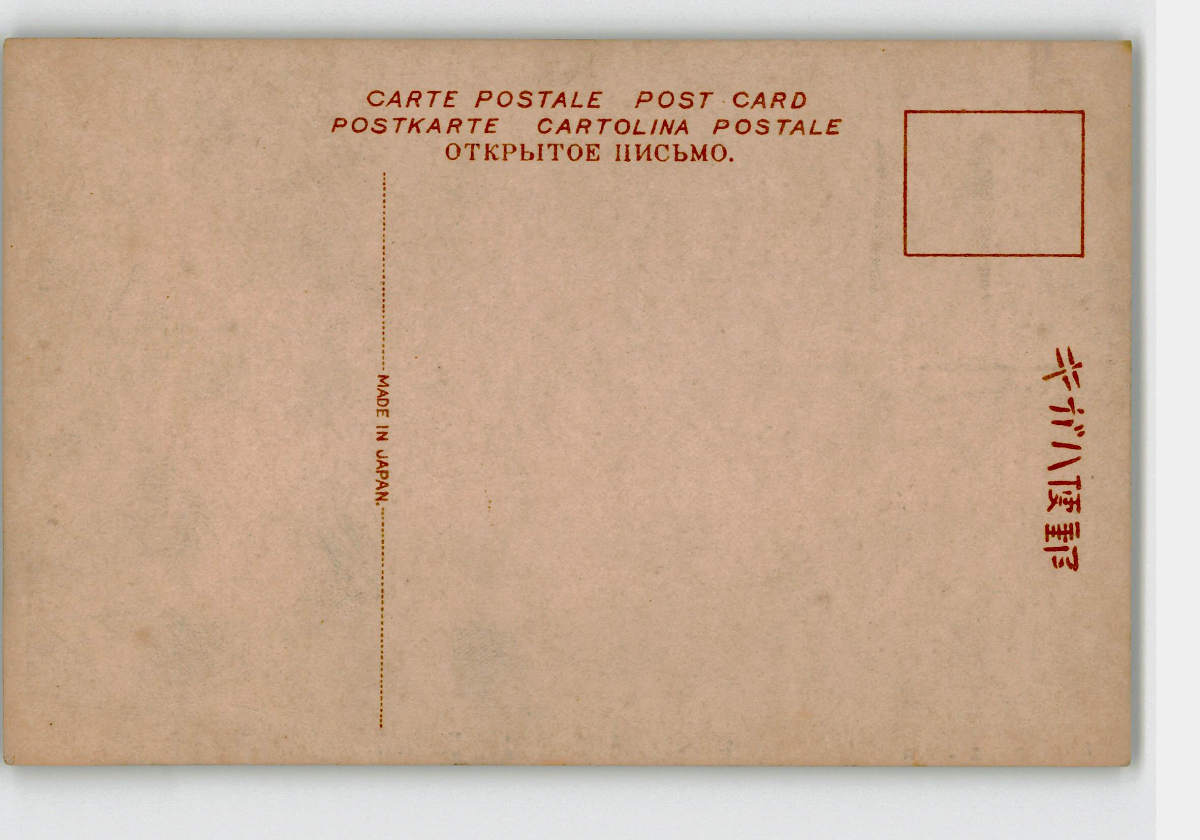 CARTE POSTALE POST CARD
POSTKARTE CARTOLINA POSTALE
ОТКРЫТОЕ ПИСЬМО.
MADE IN JAPAN.
郵便ハガキ